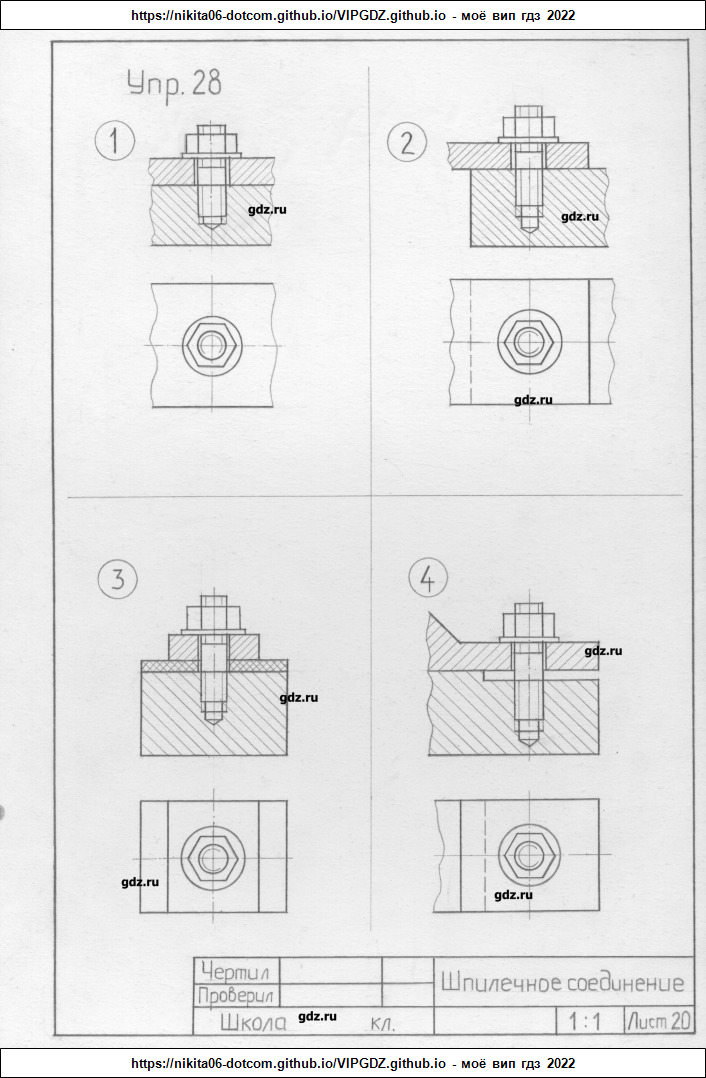 https://nikita06-dotcom.github.io/VIPGDZ.github.io - моё вип гдз 2022
Упр. 28
1
2
gdz.ru
gdz.ru
gdz.ru
3
4
gdz.ru
gdz.ru
gdz.ru
gdz.ru
Чертил
Проверил
Шпилечное соединение
Школа
gdz.ru
кл.
1:1
Лист 20
https://nikita06-dotcom.github.io/VIPGDZ.github.io - моё вип гдз 2022